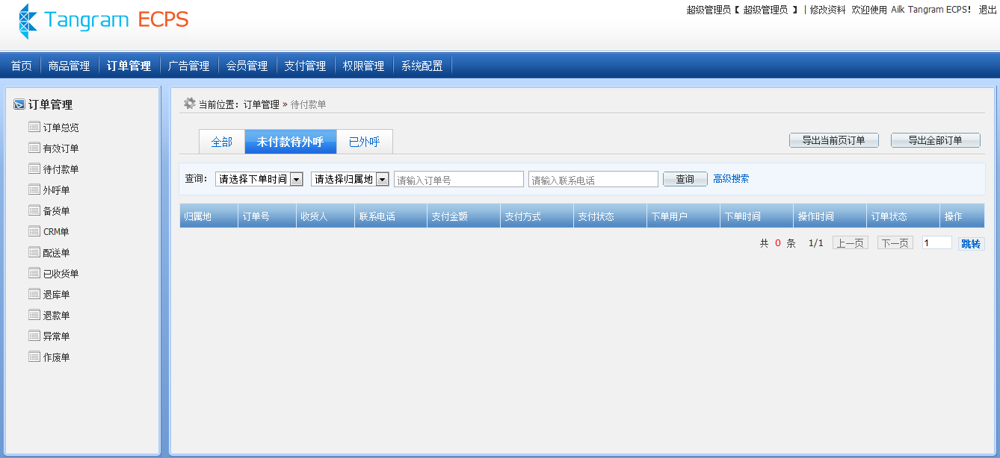 Tangram ECPS
超级管理员【 超级管理员 】 | 修改资料 欢迎使用 Ailk Tangram ECPS! 退出
首页 商品管理 订单管理 广告管理 会员管理 支付管理 权限管理 系统配置
订单管理
订单总览
有效订单
待付款单
外呼单
备货单
CRM单
配送单
已收货单
退库单
退款单
异常单
作废单
当前位置：订单管理 » 待付款单
全部 未付款待外呼 已外呼 导出当前页订单 导出全部订单
查询： 请选择下单时间 请选择归属地 请输入订单号 请输入联系电话 查询 高级搜索
归属地 订单号 收货人 联系电话 支付金额 支付方式 支付状态 下单用户 下单时间 操作时间 订单状态 操作
共 0 条 1/1 上一页 下一页 1 跳转